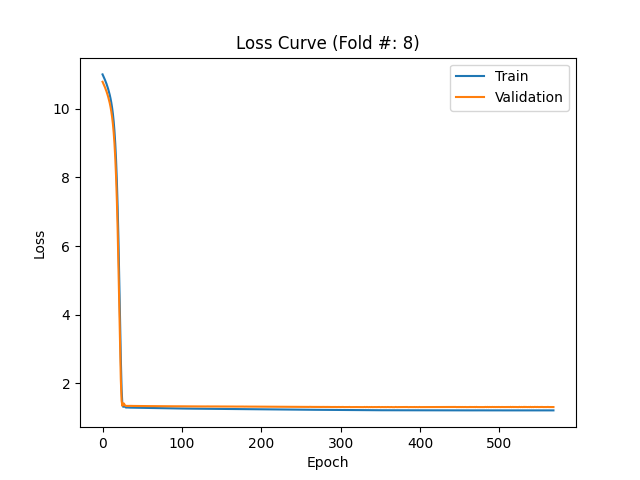 Loss Curve (Fold #: 8)
Train
Validation
10
8
6
4
2
Loss
0 100 200 300 400 500
Epoch